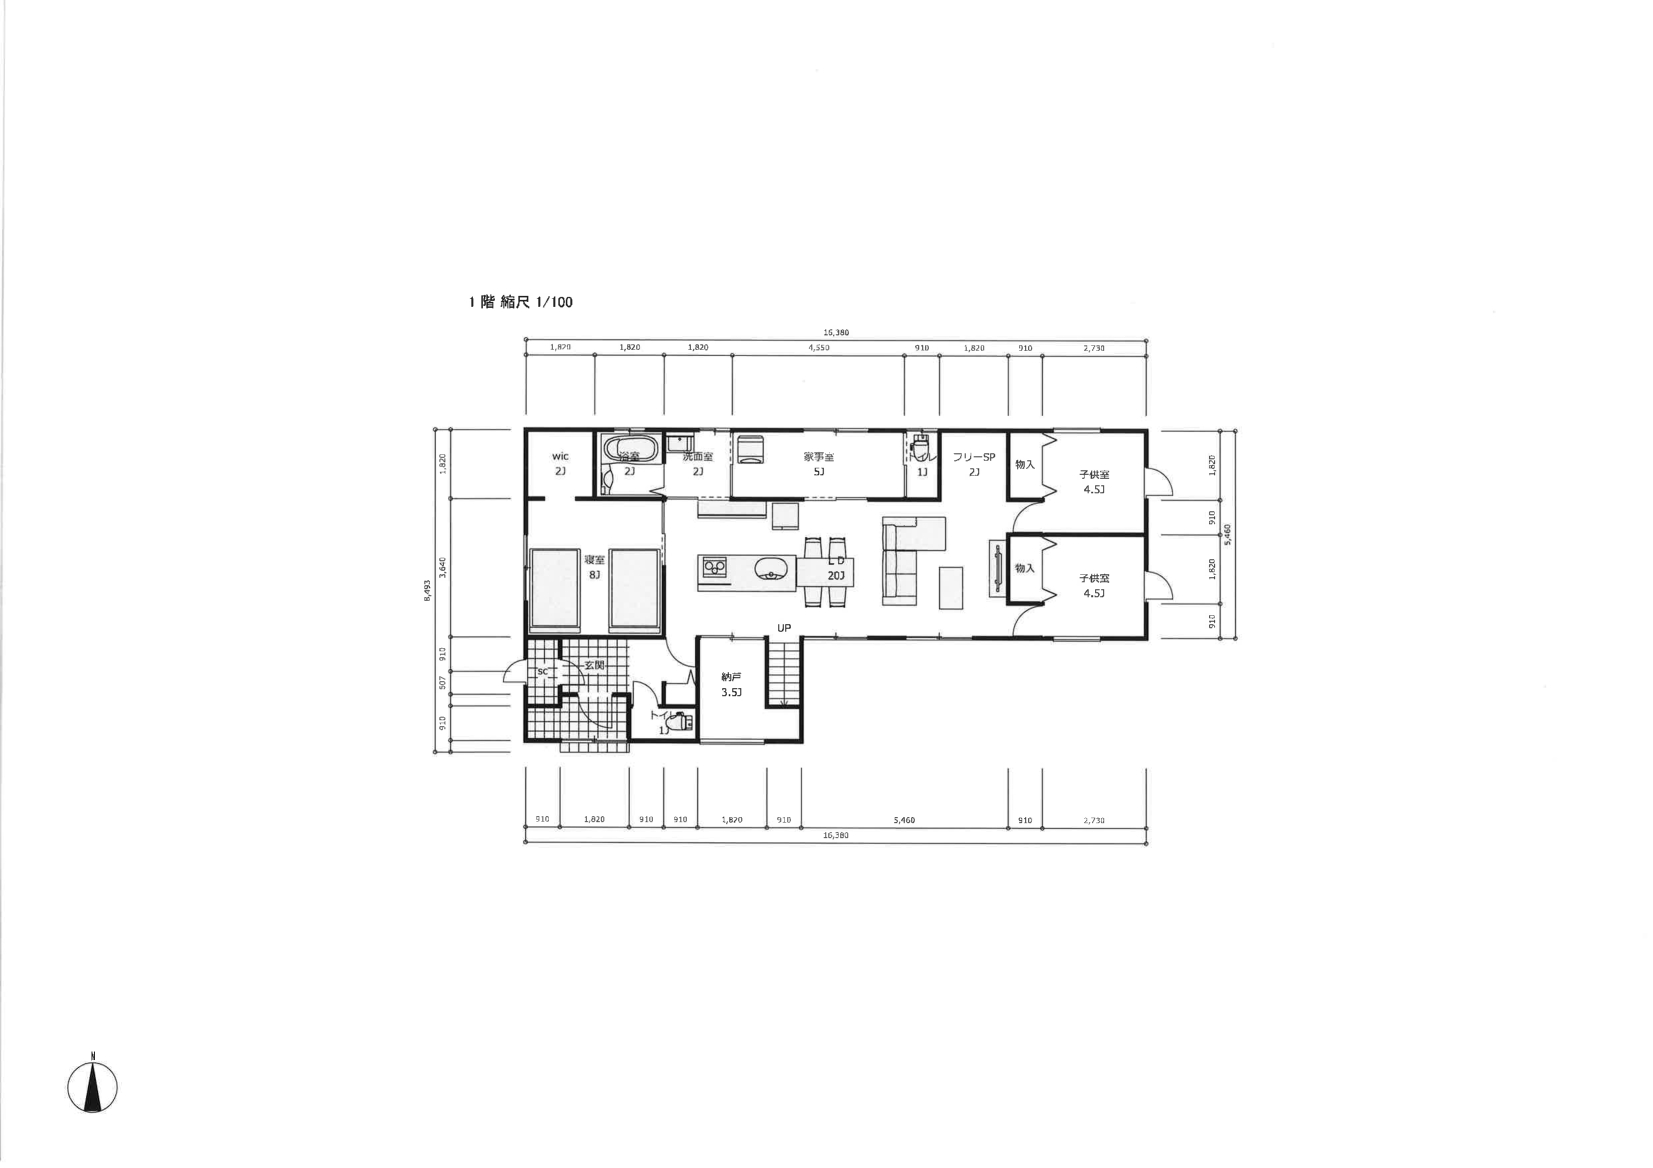 1 階 縮尺 1/100
16,380
1,820 1,820 1,820 4,550 910 1,820 910 2,730
wic
2J
浴室
2J
洗面室
2J
家事室
5J
トイレ
1J
フリーSP
2J
物入
子供室
4.5J
寝室
8J
LD
20J
物入
子供室
4.5J
UP
SC
玄関
納戸
3.5J
トイレ
1J
8,493
1,820
3,640
910
507
910
1,820
910
1,820
910
5,460
910 1,820 910 910 1,820 910 5,460 910 2,730
16,380
N